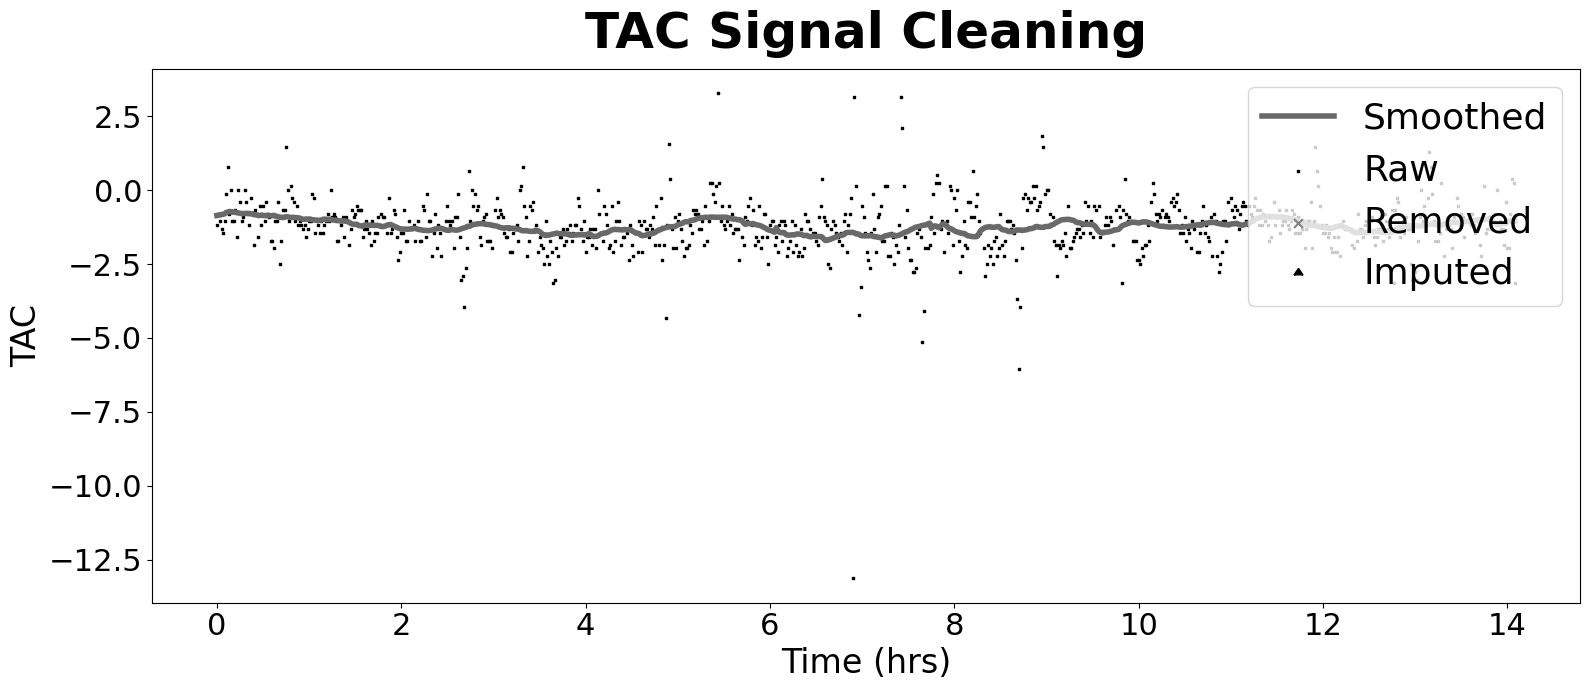 TAC Signal Cleaning
2.5
0.0
−2.5
−5.0
−7.5
−10.0
−12.5
TAC
Smoothed
Raw
Removed
Imputed
0 2 4 6 8 10 12 14
Time (hrs)